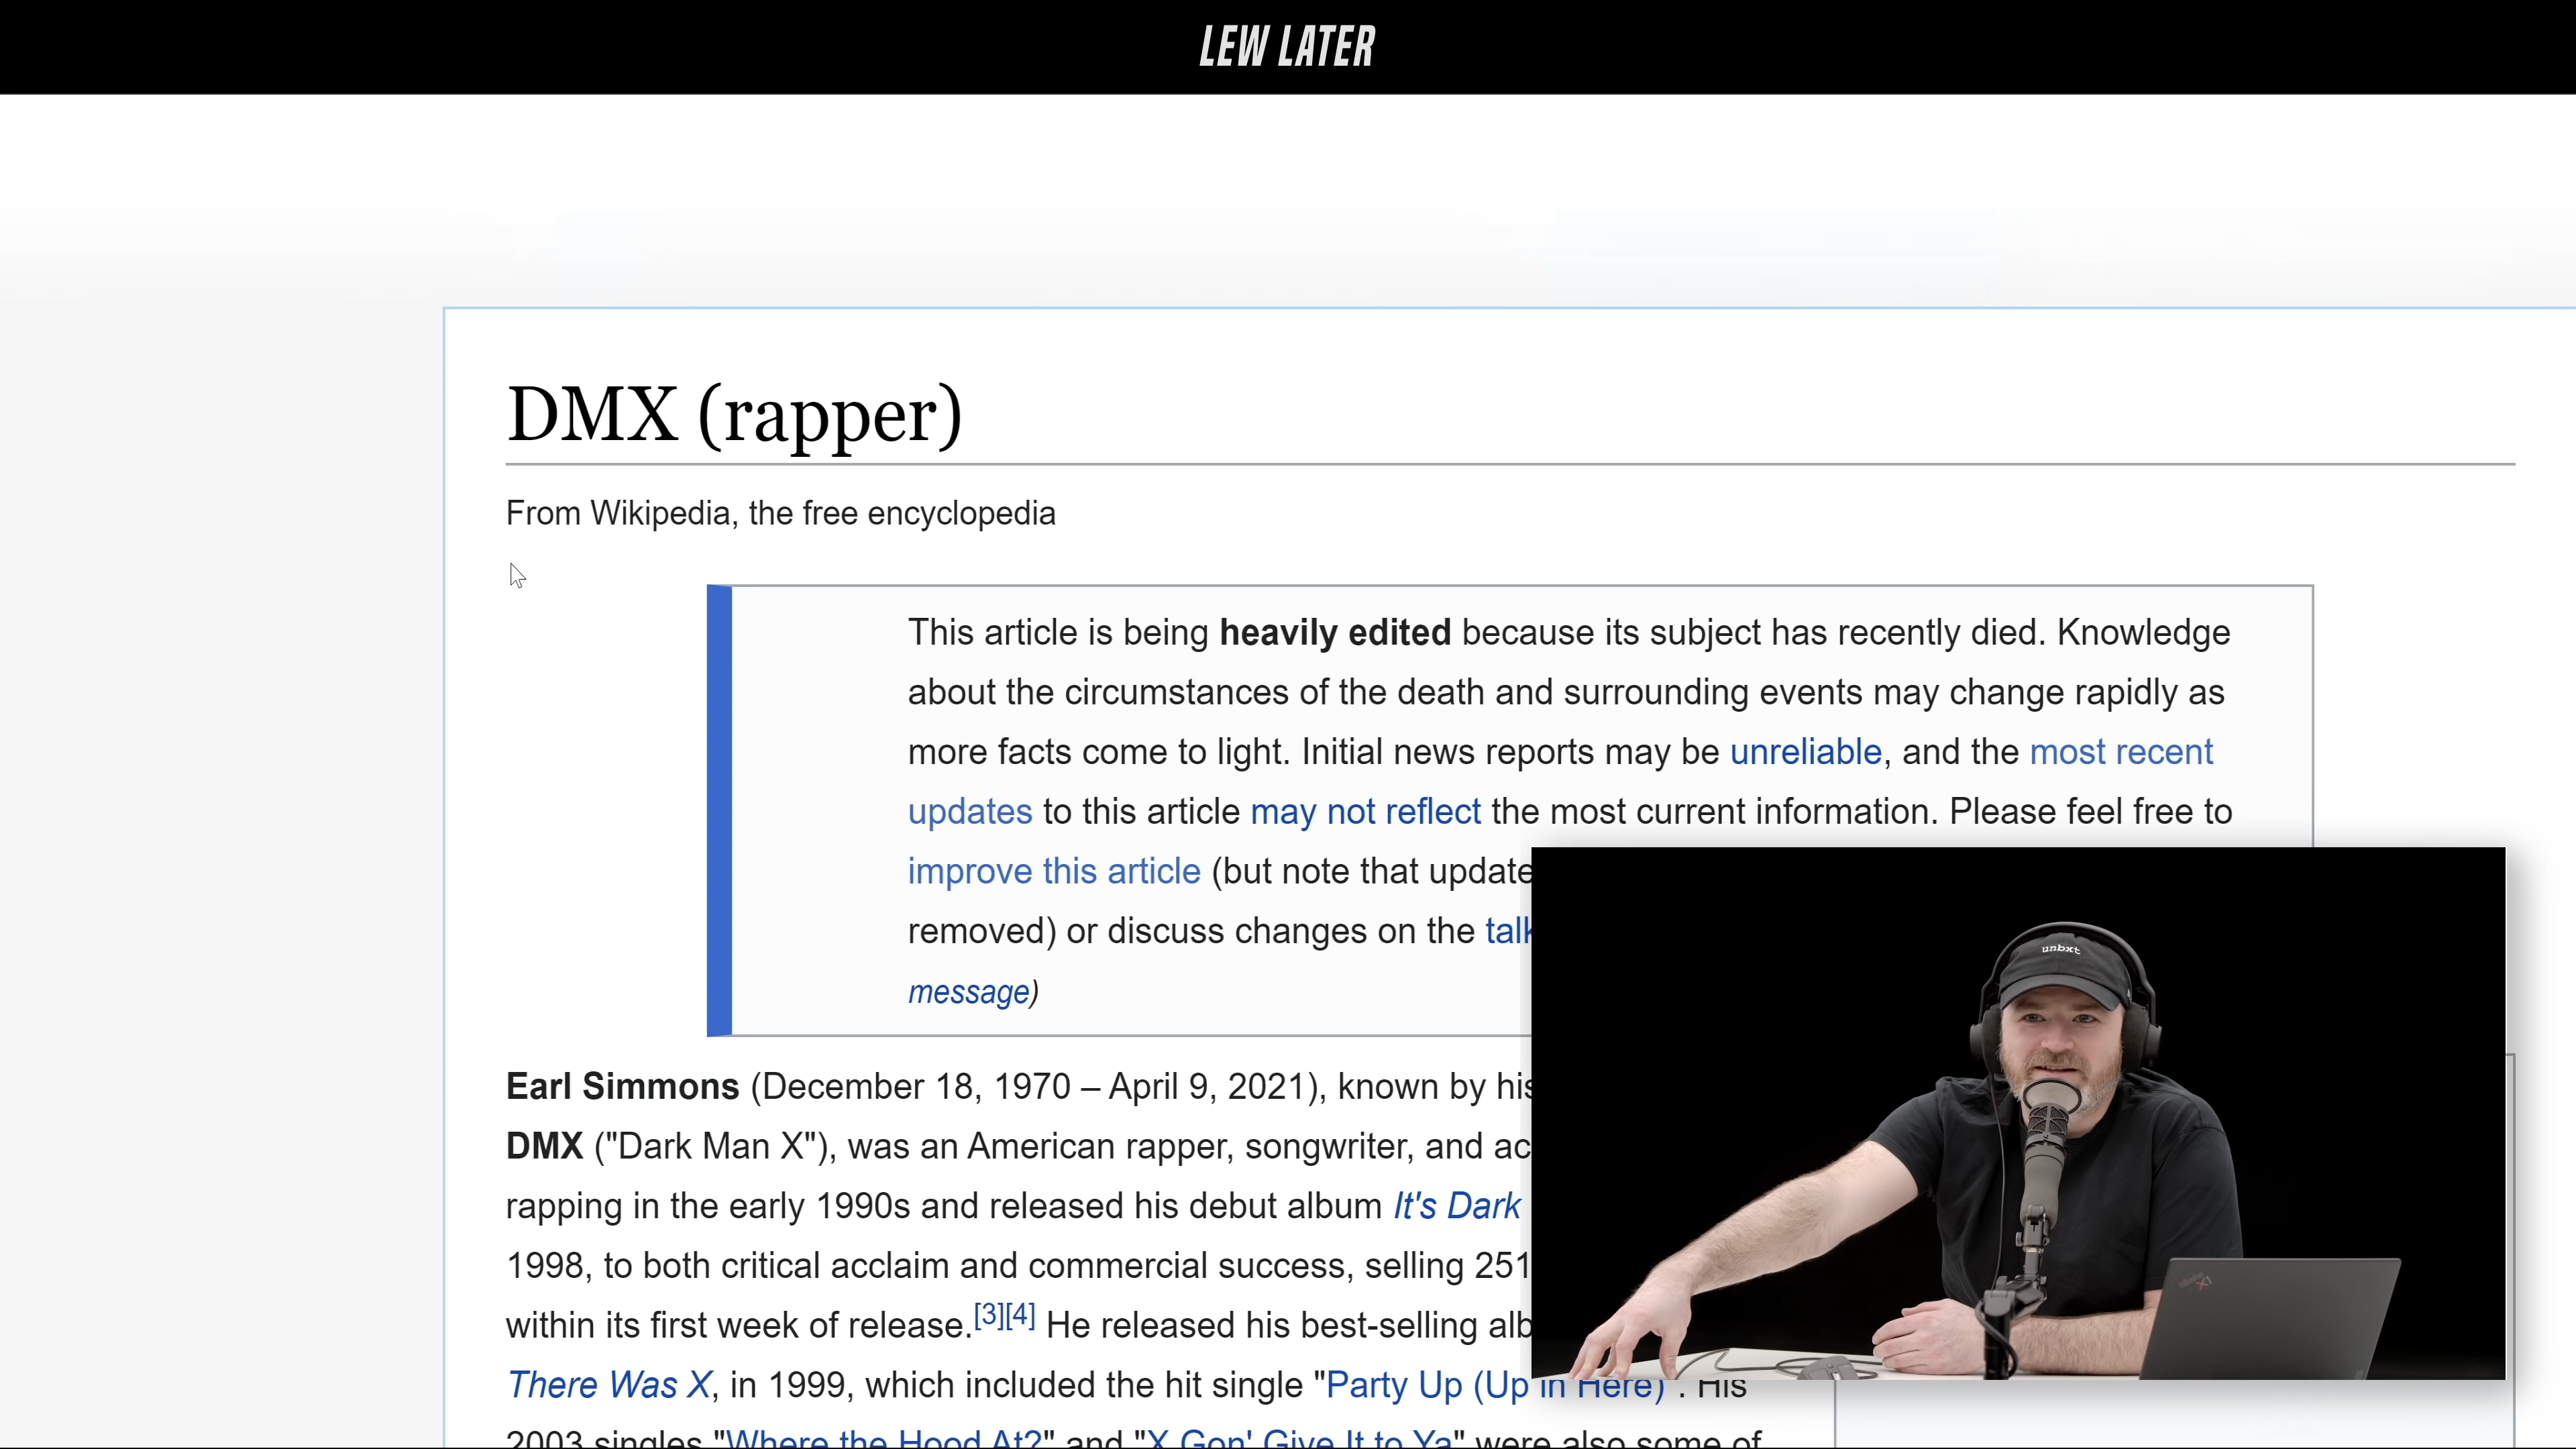 LEW LATER
DMX (rapper)
From Wikipedia, the free encyclopedia
This article is being heavily edited because its subject has recently died. Knowledge
about the circumstances of the death and surrounding events may change rapidly as
more facts come to light. Initial news reports may be unreliable, and the most recent
updates to this article may not reflect the most current information. Please feel free to
improve this article (but note that update
removed) or discuss changes on the talk
message)
unbxt
Earl Simmons (December 18, 1970 – April 9, 2021), known by his
DMX ("Dark Man X"), was an American rapper, songwriter, and ac
rapping in the early 1990s and released his debut album It's Dark
1998, to both critical acclaim and commercial success, selling 251
within its first week of release.[3][4] He released his best-selling alb
There Was X, in 1999, which included the hit single "Party Up (Up in Here)". His
2003 singles "Where the Hood At?" and "X Gon' Give It to Ya" were also some of